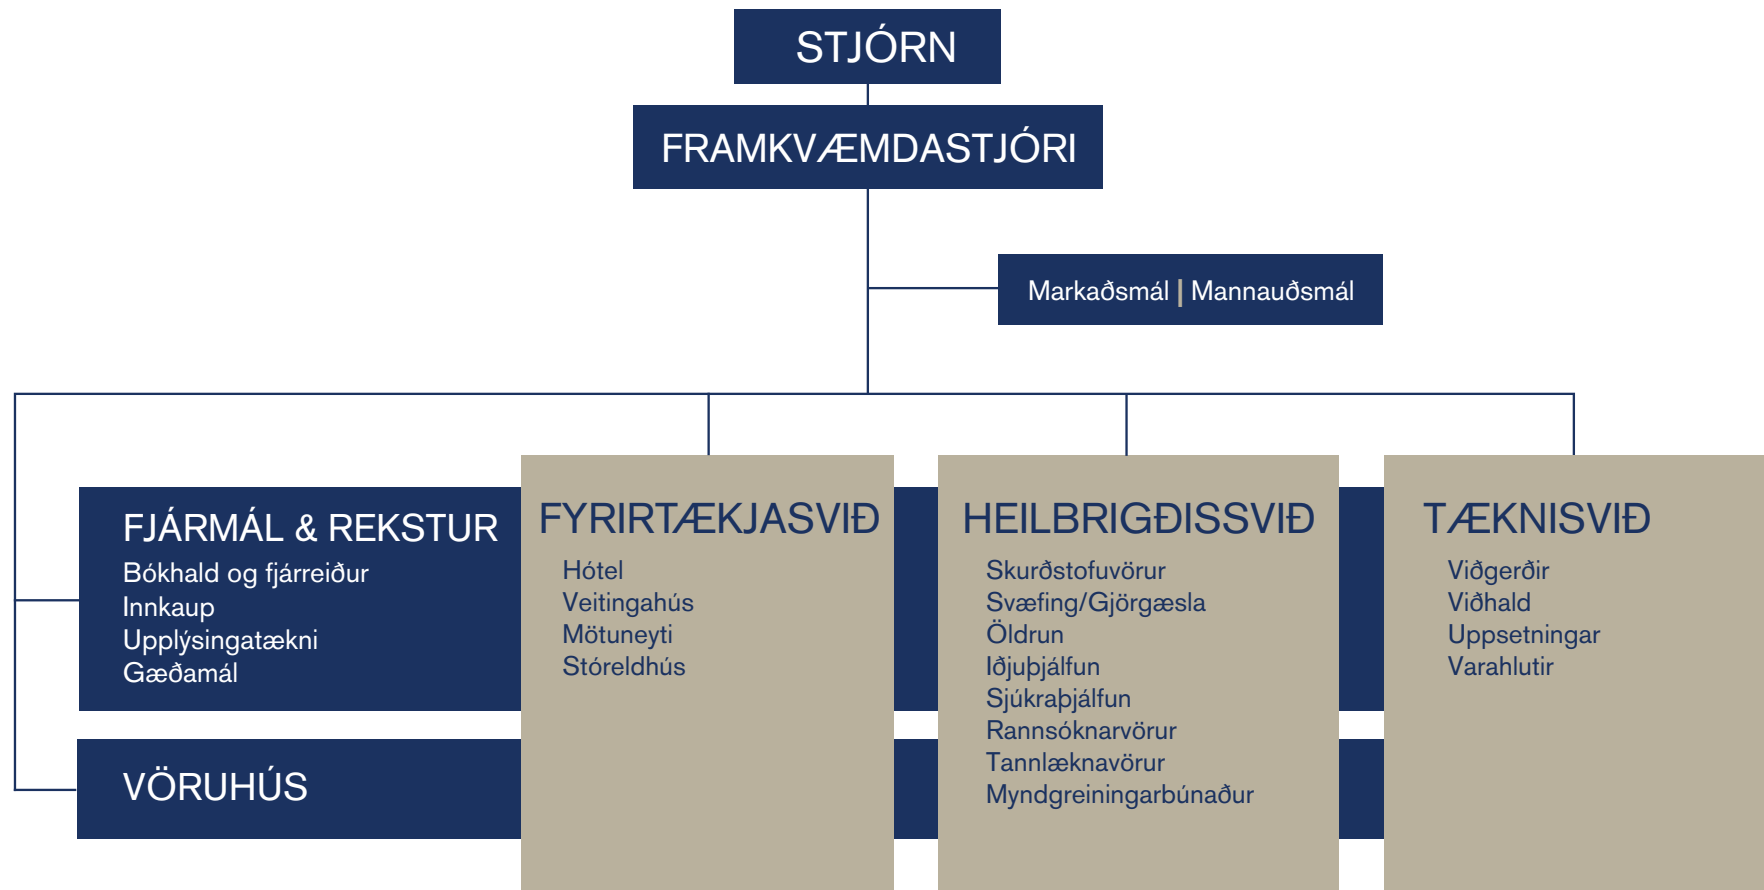 STJÓRN
FRAMKVÆMDASTJÓRI
Markaðsmál | Mannauðsmál
FJÁRMÁL & REKSTUR
Bókhald og fjárreiður
Innkaup
Upplýsingatækni
Gæðamál
VÖRUHÚS
FYRIRTÆKJASVIÐ
Hótel
Veitingahús
Mötuneyti
Stóreldhús
HEILBRIGÐISSVIÐ
Skurðstofuvörur
Svæfing/Gjörgæsla
Öldrun
Iðjuþjálfun
Sjúkraþjálfun
Rannsóknarvörur
Tannlæknavörur
Myndgreiningarbúnaður
TÆKNISVIÐ
Viðgerðir
Viðhald
Uppsetningar
Varahlutir